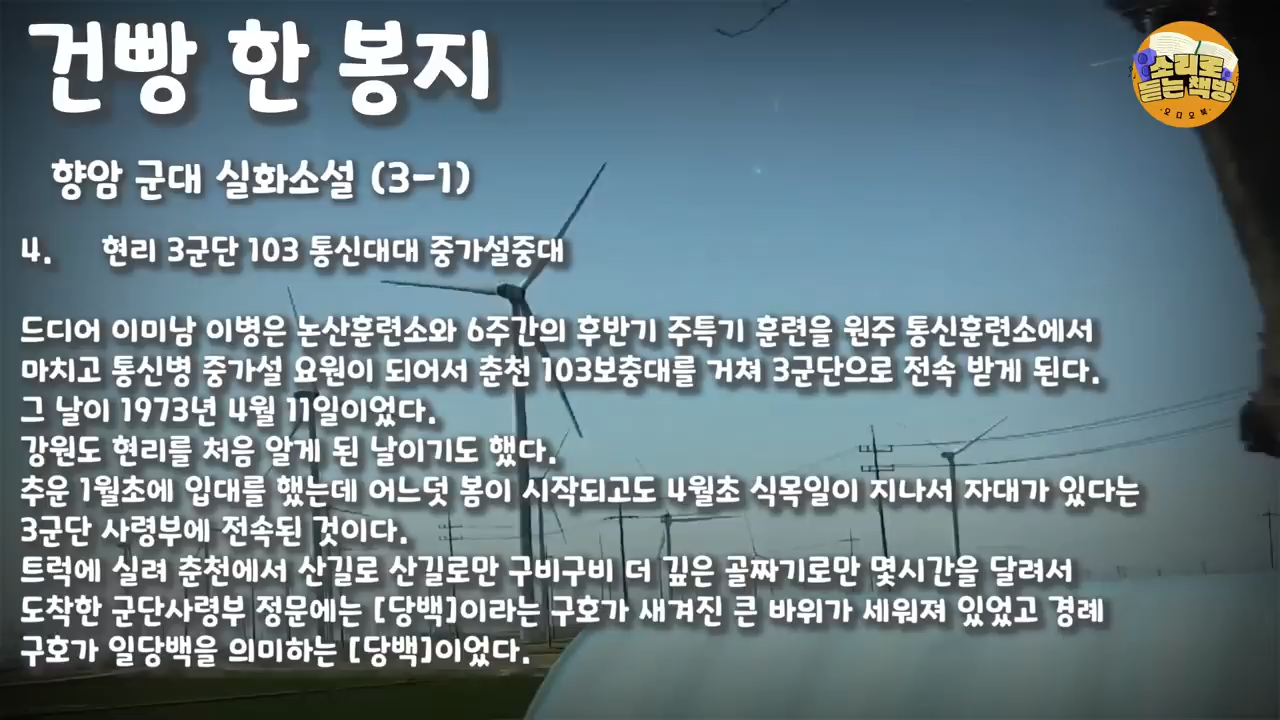 건빵 한 봉지
소리로
듣는 책방
·오디오북·
향암 군대 실화소설 (3-1)
4. 현리 3군단 103 통신대대 중가설중대
드디어 이미남 이병은 논산훈련소와 6주간의 후반기 주특기 훈련을 원주 통신훈련소에서
마치고 통신병 중가설 요원이 되어서 춘천 103보충대를 거쳐 3군단으로 전속 받게 된다.
그 날이 1973년 4월 11일이었다.
강원도 현리를 처음 알게 된 날이기도 했다.
추운 1월초에 입대를 했는데 어느덧 봄이 시작되고도 4월초 식목일이 지나서 자대가 있다는
3군단 사령부에 전속된 것이다.
트럭에 실려 춘천에서 산길로 산길로만 구비구비 더 깊은 골짜기로만 몇시간을 달려서
도착한 군단사령부 정문에는 [당백]이라는 구호가 새겨진 큰 바위가 세워져 있었고 경례
구호가 일당백을 의미하는 [당백]이었다.